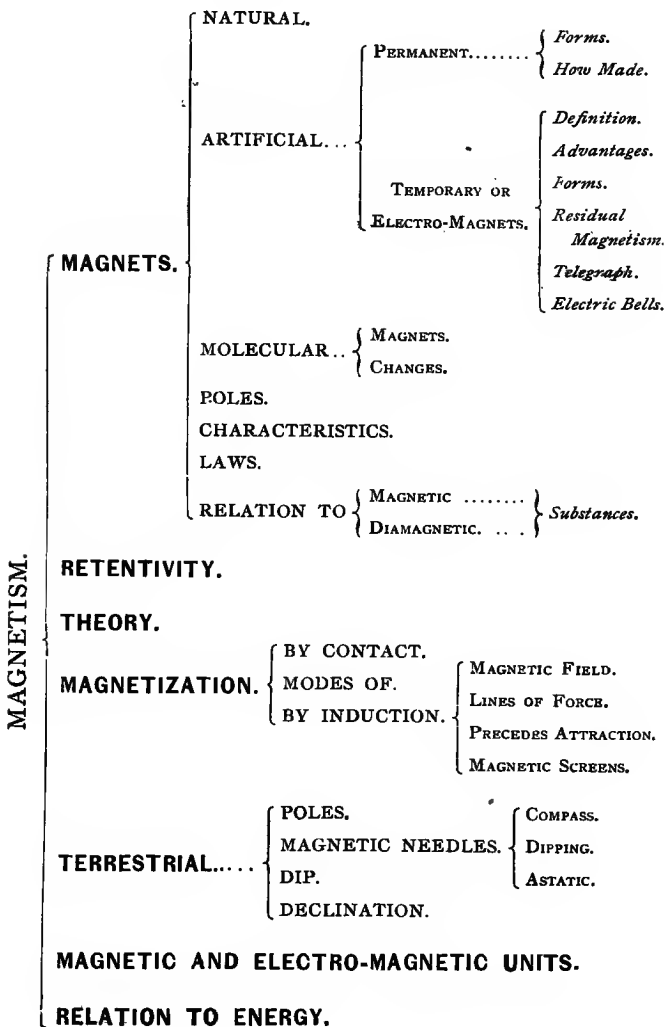 MAGNETISM.
MAGNETS.
NATURAL.
ARTIFICIAL...
PERMANENT........
Forms.
How Made.
TEMPORARY OR
ELECTRO-MAGNETS.
Definition.
Advantages.
Forms.
Residual
Magnetism.
Telegraph.
Electric Bells.
MOLECULAR..
MAGNETS.
CHANGES.
POLES.
CHARACTERISTICS.
LAWS.
RELATION TO
MAGNETIC ........
DIAMAGNETIC. ...
Substances.
RETENTIVITY.
THEORY.
MAGNETIZATION.
BY CONTACT.
MODES OF.
BY INDUCTION.
MAGNETIC FIELD.
LINES OF FORCE.
PRECEDES ATTRACTION.
MAGNETIC SCREENS.
TERRESTRIAL.....
POLES.
MAGNETIC NEEDLES.
COMPASS.
DIPPING.
ASTATIC.
DIP.
DECLINATION.
MAGNETIC AND ELECTRO-MAGNETIC UNITS.
RELATION TO ENERGY.